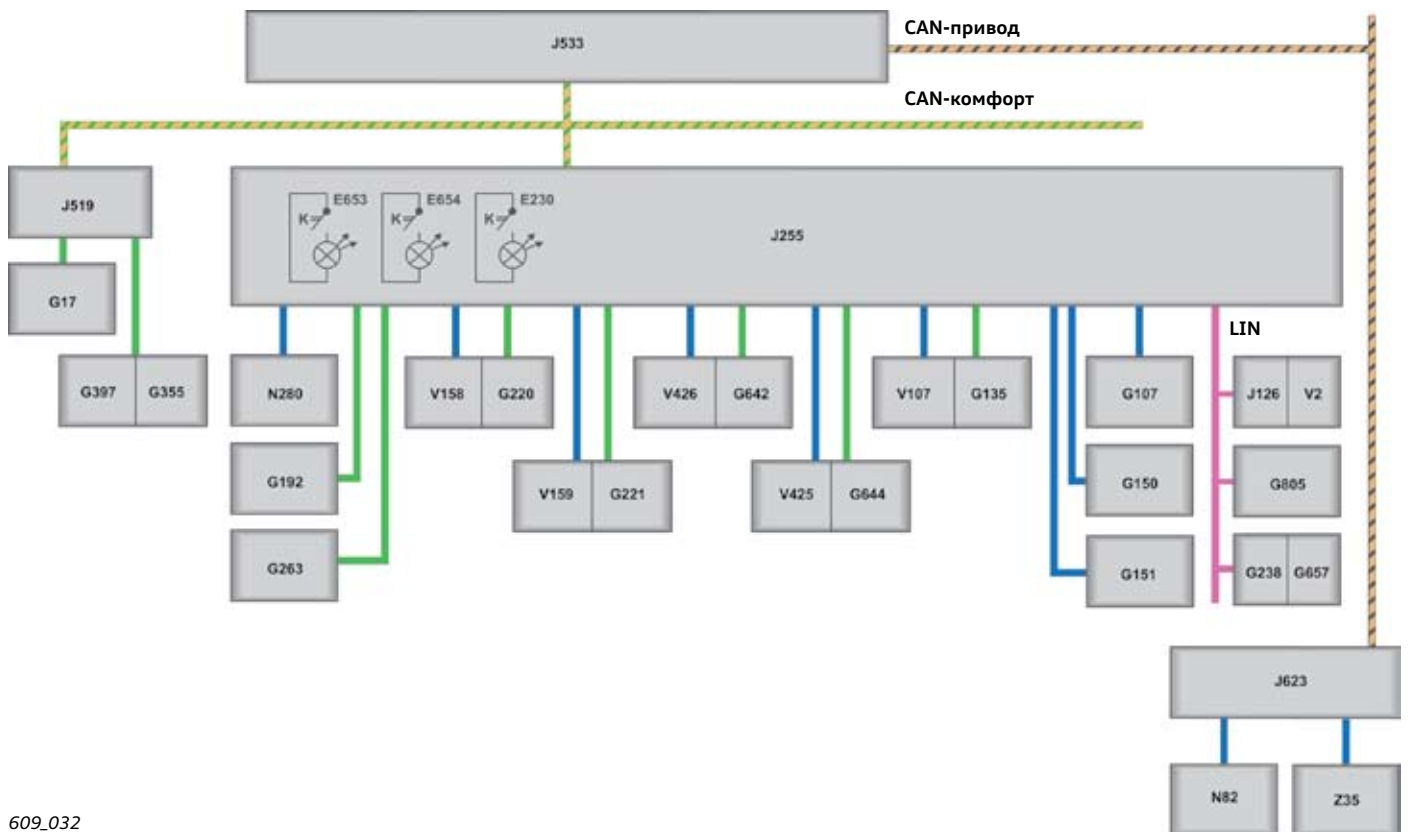 J533
CAN-привод
CAN-комфорт
J519
E653
E654
E230
K
K
K
J255
G17
LIN
G397
G355
N280
V158
G220
V426
G642
V107
G135
G107
J126
V2
G192
V159
G221
V425
G644
G150
G805
G263
G151
G238
G657
J623
N82
Z35
609_032